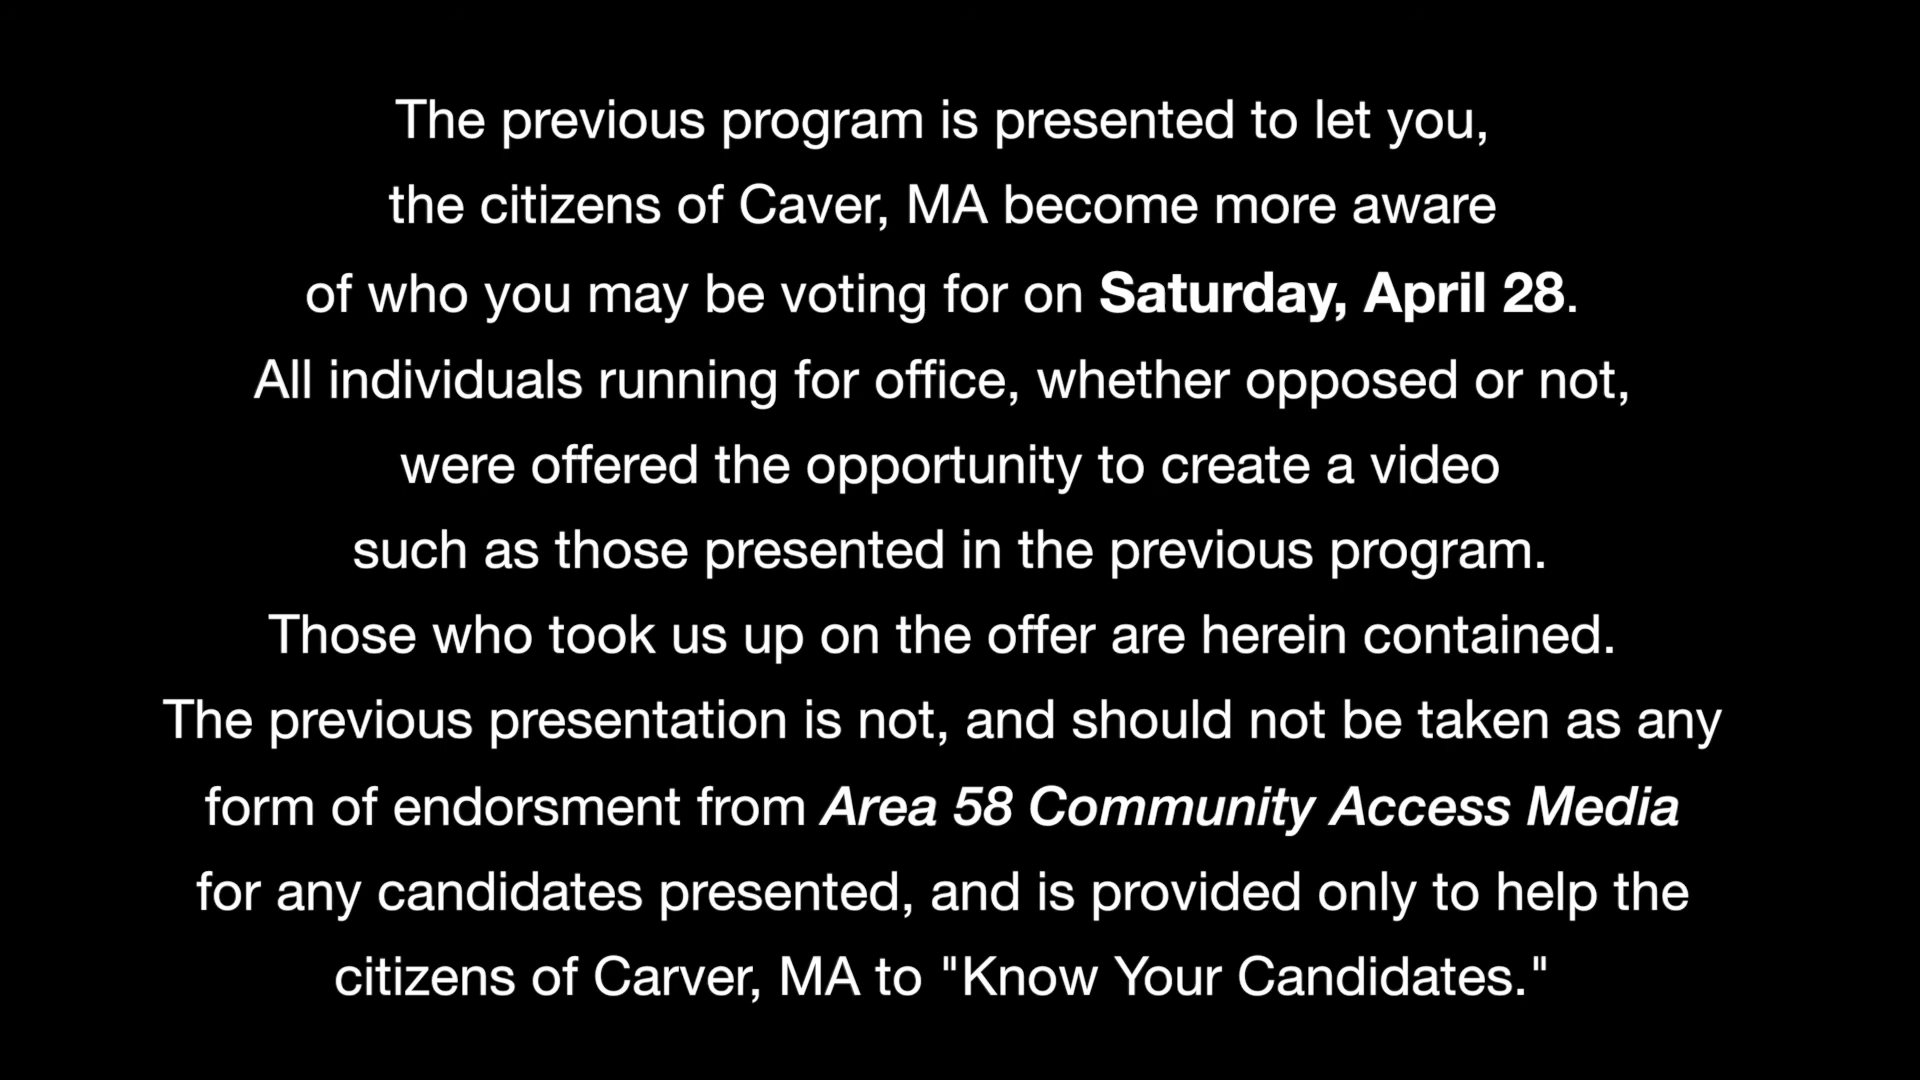 The previous program is presented to let you,
the citizens of Caver, MA become more aware
of who you may be voting for on Saturday, April 28.
All individuals running for office, whether opposed or not,
were offered the opportunity to create a video
such as those presented in the previous program.
Those who took us up on the offer are herein contained.
The previous presentation is not, and should not be taken as any
form of endorsment from Area 58 Community Access Media
for any candidates presented, and is provided only to help the
citizens of Carver, MA to "Know Your Candidates."